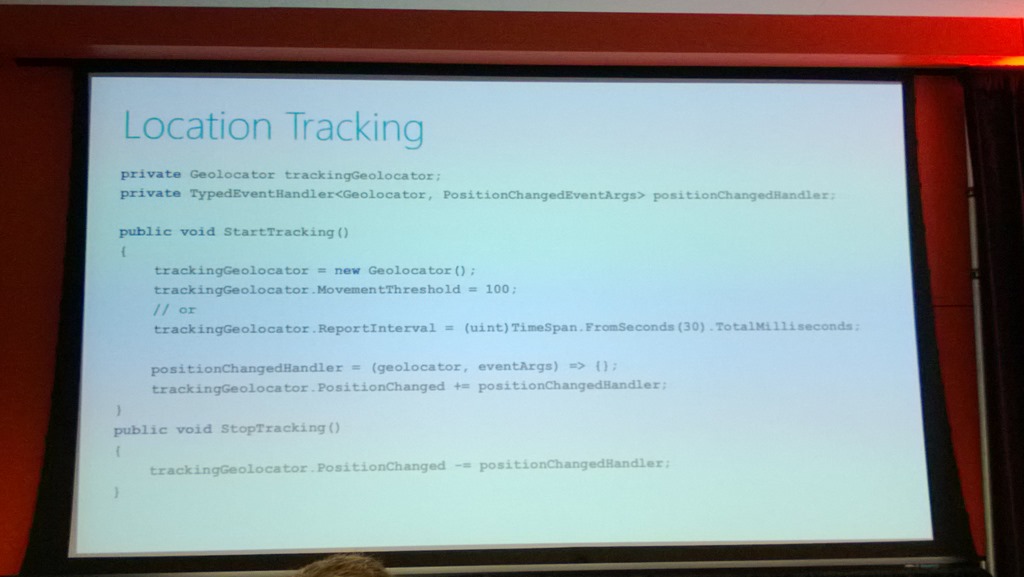 Location Tracking
private Geolocator trackingGeolocator;
private TypedEventHandler<Geolocator, PositionChangedEventArgs> positionChangedHandler;
public void StartTracking()
{
trackingGeolocator = new Geolocator();
trackingGeolocator.MovementThreshold = 100;
// or
trackingGeolocator.ReportInterval = (uint)TimeSpan.FromSeconds(30).TotalMilliseconds;
positionChangedHandler = (geolocator, eventArgs) => {};
trackingGeolocator.PositionChanged += positionChangedHandler;
}
public void StopTracking()
{
trackingGeolocator.PositionChanged -= positionChangedHandler;
}